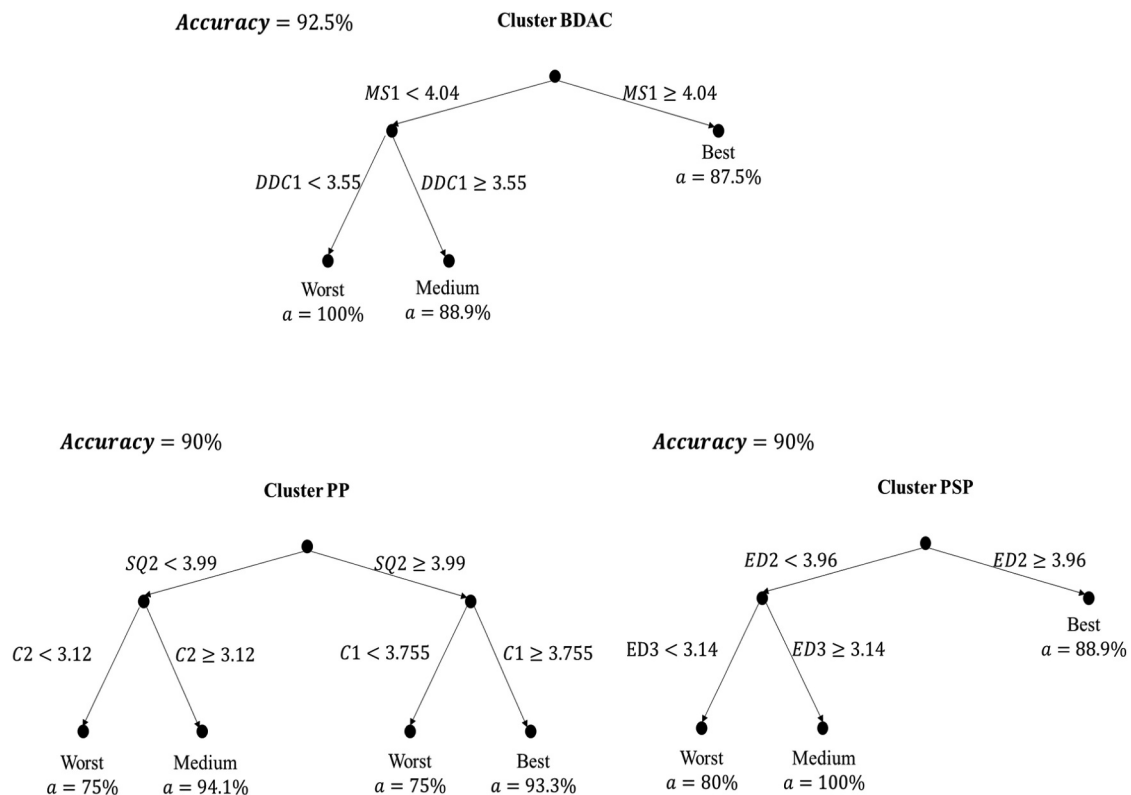 Accuracy = 92.5%
Cluster BDAC
MS1 < 4.04
MS1 ≥ 4.04
Best
a = 87.5%
DDC1 < 3.55
DDC1 ≥ 3.55
Worst
a = 100%
Medium
a = 88.9%
Accuracy = 90%
Cluster PP
SQ2 < 3.99
SQ2 ≥ 3.99
C2 < 3.12
C2 ≥ 3.12
C1 < 3.755
C1 ≥ 3.755
Worst
a = 75%
Medium
a = 94.1%
Worst
a = 75%
Best
a = 93.3%
Accuracy = 90%
Cluster PSP
ED2 < 3.96
ED2 ≥ 3.96
Best
a = 88.9%
ED3 < 3.14
ED3 ≥ 3.14
Worst
a = 80%
Medium
a = 100%